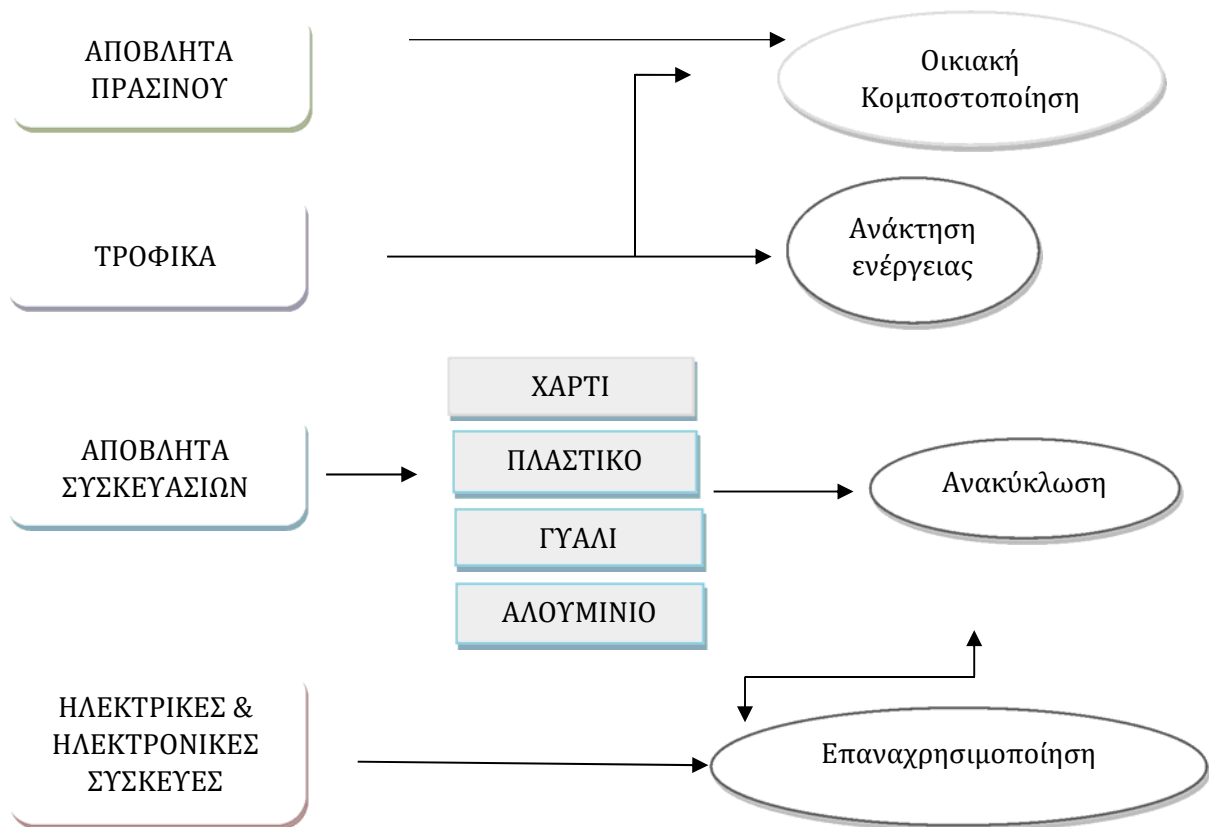 ΑΠΟΒΛΗΤΑ
ΠΡΑΣΙΝΟΥ
Οικιακή
Κομποστοποίηση
ΤΡΟΦΙΚΑ
Ανάκτηση
ενέργειας
ΑΠΟΒΛΗΤΑ
ΣΥΣΚΕΥΑΣΙΩΝ
ΧΑΡΤΙ
ΠΛΑΣΤΙΚΟ
ΓΥΑΛΙ
ΑΛΟΥΜΙΝΙΟ
Ανακύκλωση
ΗΛΕΚΤΡΙΚΕΣ &
ΗΛΕΚΤΡΟΝΙΚΕΣ
ΣΥΣΚΕΥΕΣ
Επαναχρησιμοποίηση